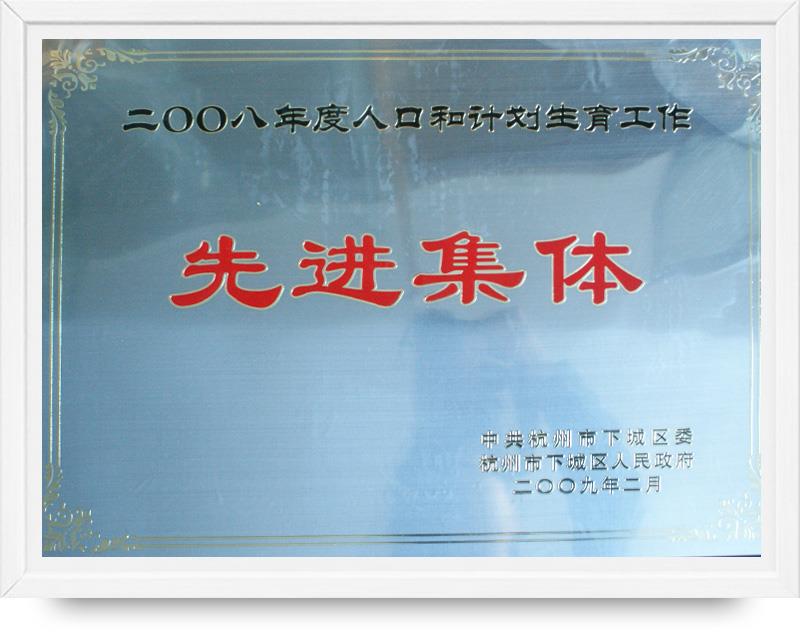 二〇〇八年度人口和计划生育工作
先进集体
中共杭州市下城区委
杭州市下城区人民政府
二〇〇九年二月